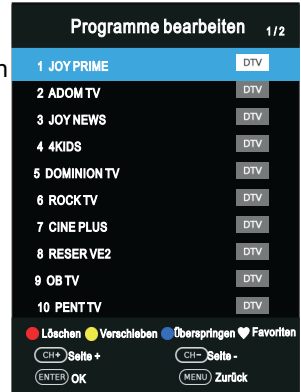 Programme bearbeiten 1/2
n
1 JOY PRIME DTV
2 ADOM TV DTV
3 JOY NEWS DTV
4 4KIDS DTV
5 DOMINION TV DTV
6 ROCK TV DTV
7 CINE PLUS DTV
8 RESER VE2 DTV
9 OB TV DTV
10 PENT TV DTV
Löschen Verschieben Überspringen Favoriten
CH+ Seite + CH- Seite -
ENTER OK MENU Zurück